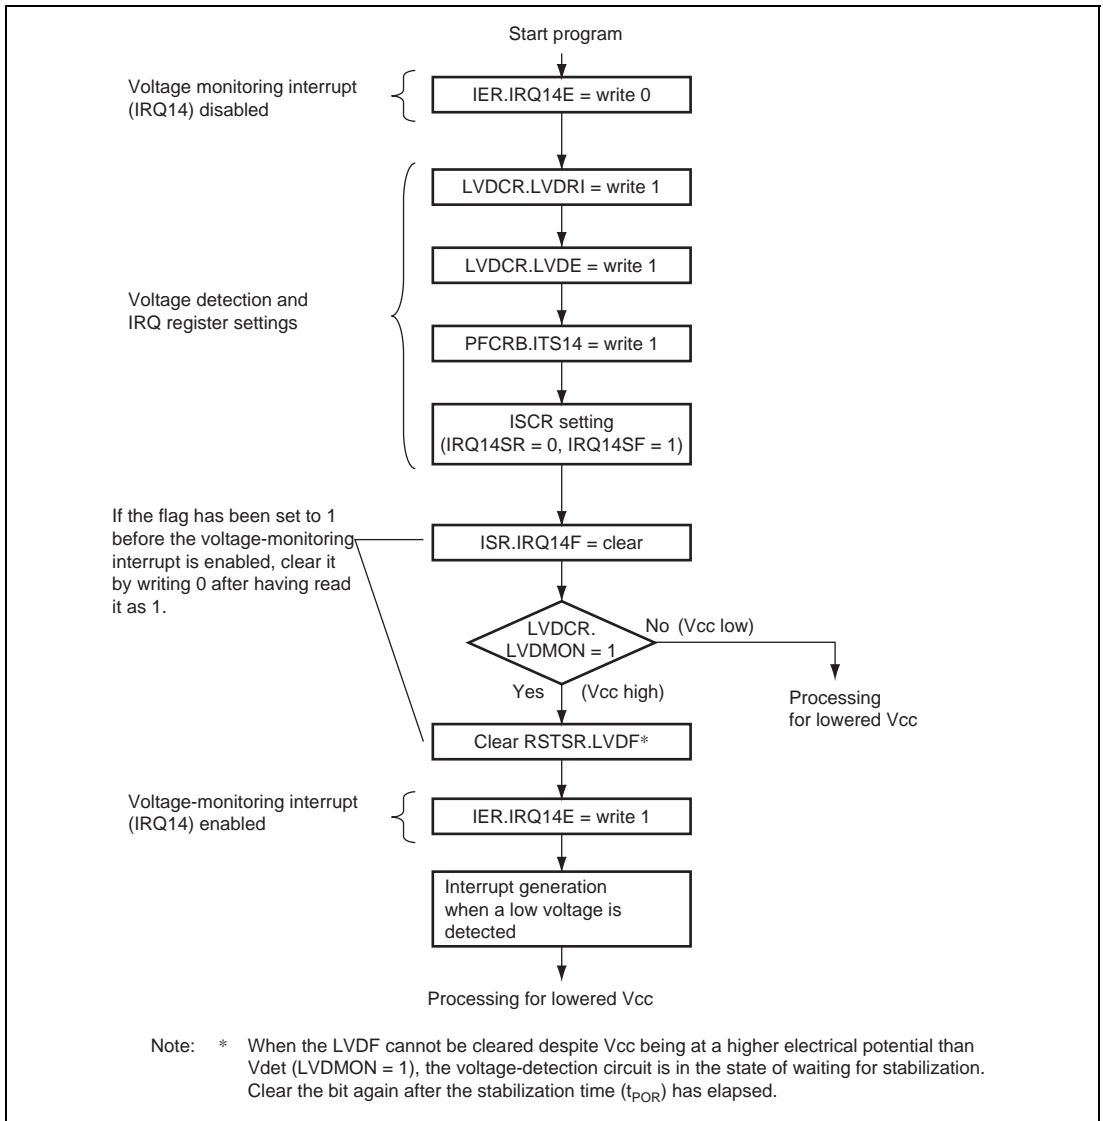 Start program
Voltage monitoring interrupt
(IRQ14) disabled
IER.IRQ14E = write 0
LVDCR.LVDRI = write 1
LVDCR.LVDE = write 1
Voltage detection and
IRQ register settings
PFCRB.ITS14 = write 1
ISCR setting
(IRQ14SR = 0, IRQ14SF = 1)
If the flag has been set to 1
before the voltage-monitoring
interrupt is enabled, clear it
by writing 0 after having read
it as 1.
ISR.IRQ14F = clear
LVDCR.
LVDMON = 1
No (Vcc low)
Yes (Vcc high)
Processing
for lowered Vcc
Clear RSTSR.LVDF*
Voltage-monitoring interrupt
(IRQ14) enabled
IER.IRQ14E = write 1
Interrupt generation
when a low voltage is
detected
Processing for lowered Vcc
Note: * When the LVDF cannot be cleared despite Vcc being at a higher electrical potential than
Vdet (LVDMON = 1), the voltage-detection circuit is in the state of waiting for stabilization.
Clear the bit again after the stabilization time (tPOR) has elapsed.